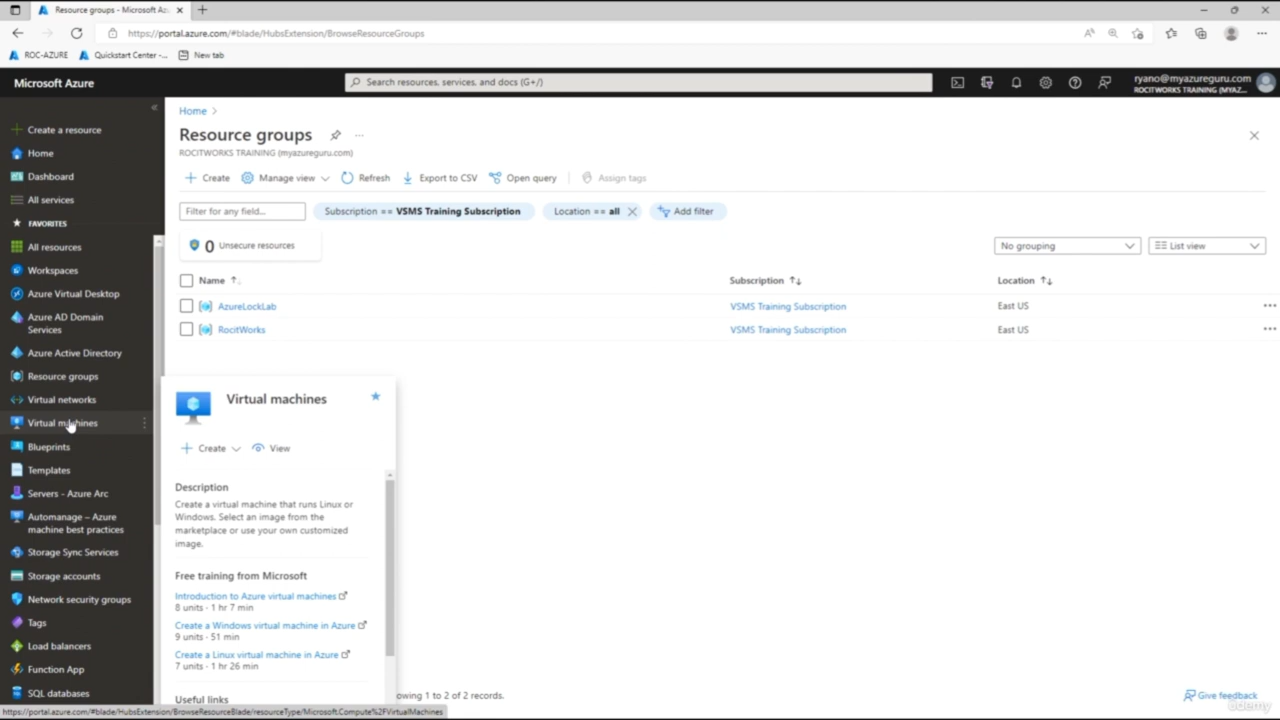 Resource groups - Microsoft Az
https://portal.azure.com/#blade/HubsExtension/BrowseResourceGroups
ROC-AZURE
Quickstart Center -...
New tab
Microsoft Azure
Search resources, services, and docs (G+/)
ryano@myazureguru.com
ROCITWORKS TRAINING (MYAZ...
Create a resource
Home
Dashboard
All services
FAVORITES
All resources
Workspaces
Azure Virtual Desktop
Azure AD Domain
Services
Azure Active Directory
Resource groups
Virtual networks
Virtual machines
Blueprints
Templates
Servers - Azure Arc
Automanage – Azure
machine best practices
Storage Sync Services
Storage accounts
Network security groups
Tags
Load balancers
Function App
SQL databases
Home >
Resource groups
ROCITWORKS TRAINING (myazureguru.com)
Create
Manage view
Refresh
Export to CSV
Open query
Assign tags
Filter for any field...
Subscription == VSMS Training Subscription
Location == all
Add filter
0 Unsecure resources
No grouping
List view
Name
Subscription
Location
AzureLockLab
VSMS Training Subscription
East US
RocitWorks
VSMS Training Subscription
East US
Virtual machines
Create
View
Description
Create a virtual machine that runs Linux or
Windows. Select an image from the
marketplace or use your own customized
image.
Free training from Microsoft
Introduction to Azure virtual machines
8 units · 1 hr 7 min
Create a Windows virtual machine in Azure
9 units · 51 min
Create a Linux virtual machine in Azure
7 units · 1 hr 26 min
Useful links
owing 1 to 2 of 2 records.
Give feedback
https://portal.azure.com/#blade/HubsExtension/BrowseResourceBlade/resourceType/Microsoft.Compute%2FVirtualMachines
ûdemy